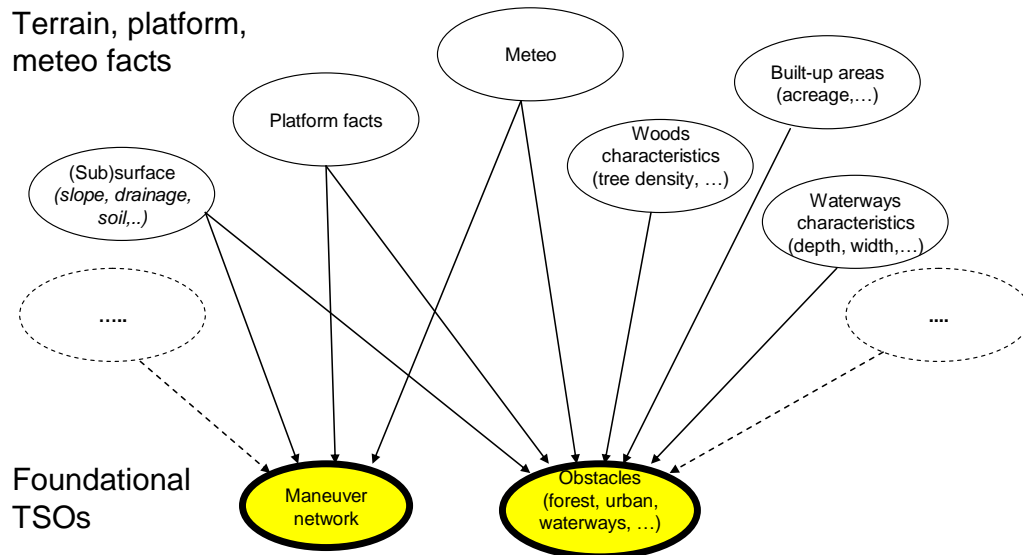 Terrain, platform,
meteo facts
Meteo
Built-up areas
(acreage,…)
Platform facts
Woods
characteristics
(tree density, …)
(Sub)surface
(slope, drainage,
soil,..)
Waterways
characteristics
(depth, width,…)
…..
....
Foundational
TSOs
Maneuver
network
Obstacles
(forest, urban,
waterways, …)